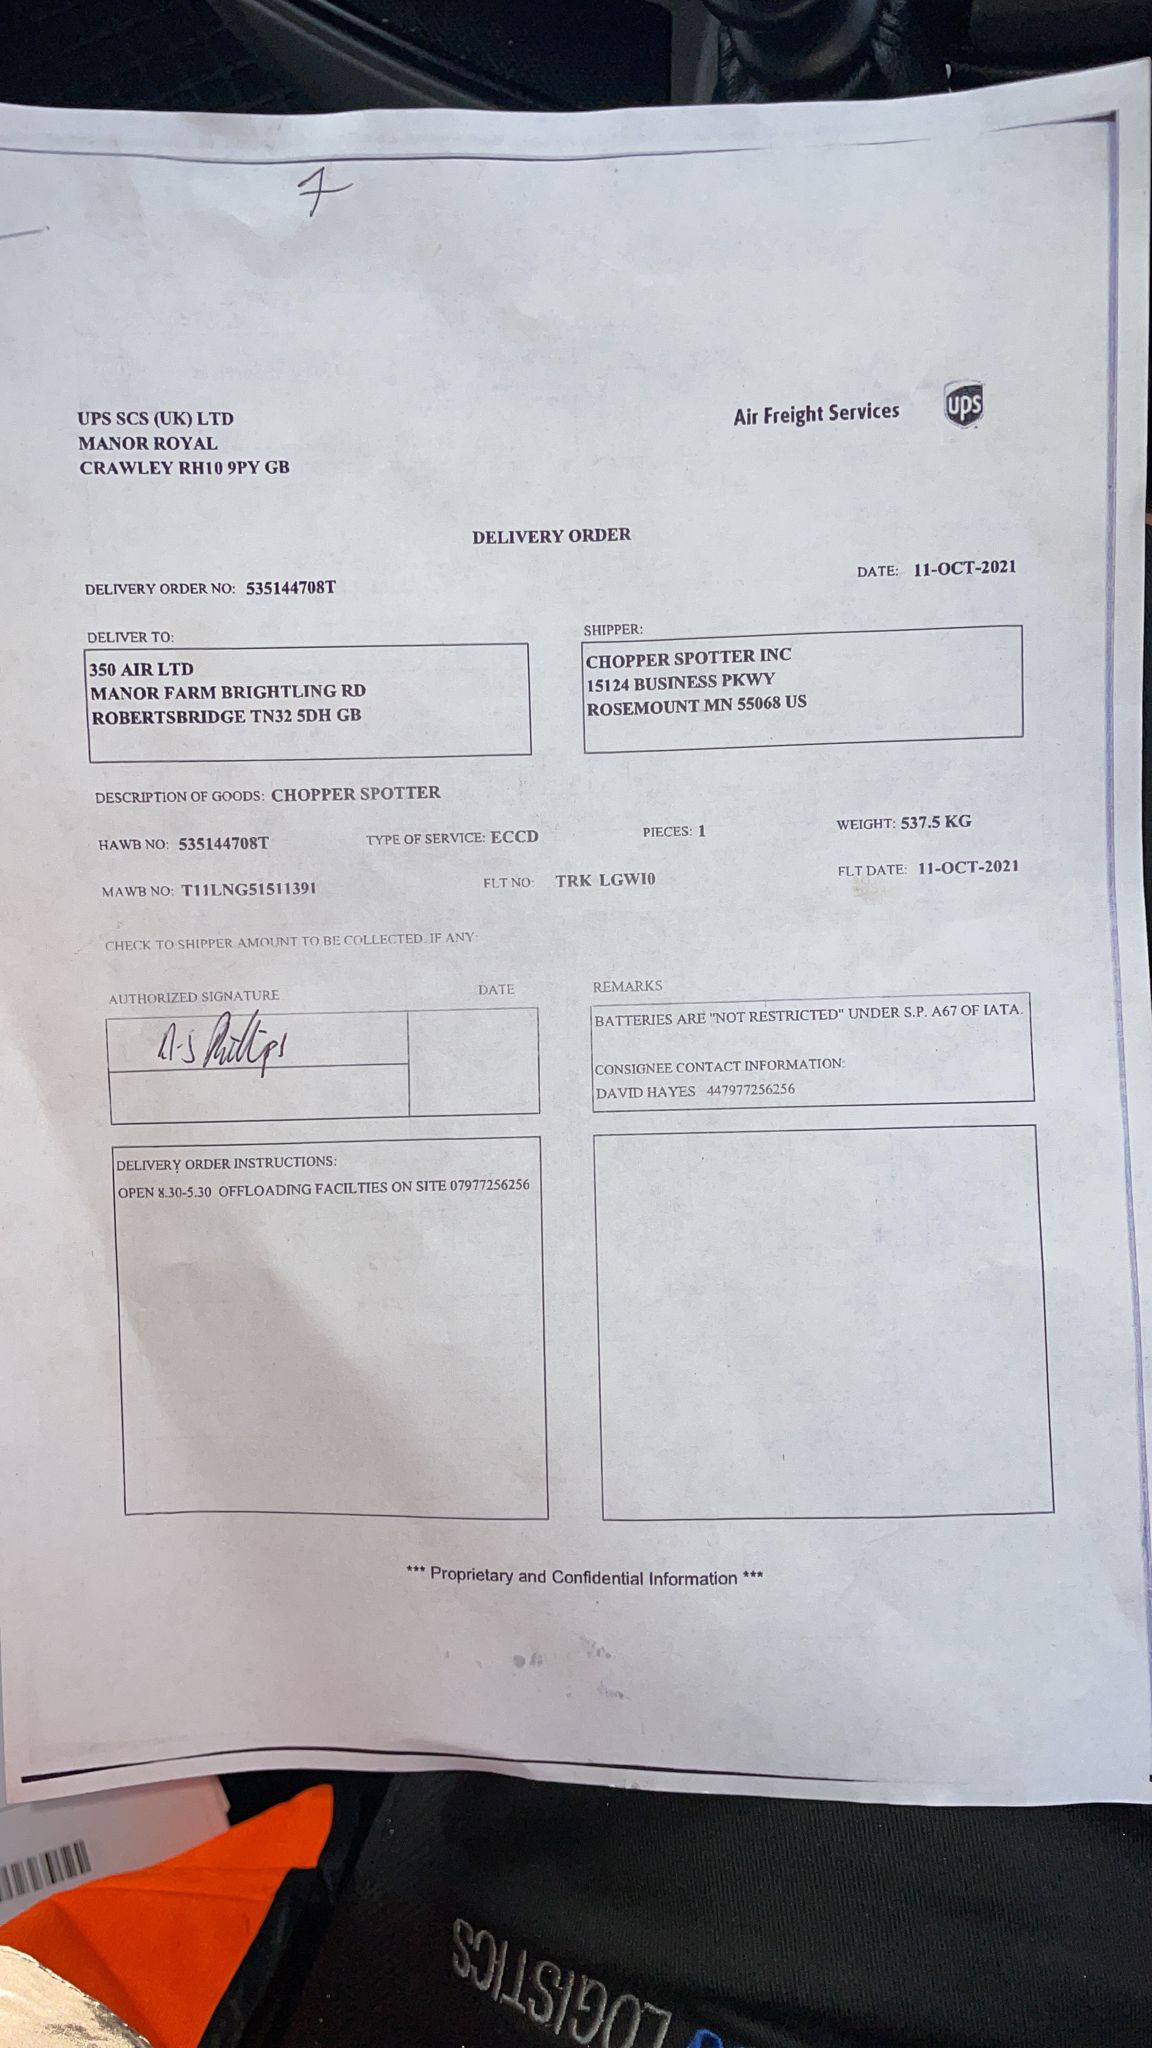 7
UPS SCS (UK) LTD
MANOR ROYAL
CRAWLEY RH10 9PY GB
Air Freight Services
ups
DELIVERY ORDER
DELIVERY ORDER NO: 535144708T
DATE: 11-OCT-2021
DELIVER TO:
350 AIR LTD
MANOR FARM BRIGHTLING RD
ROBERTSBRIDGE TN32 5DH GB
SHIPPER:
CHOPPER SPOTTER INC
15124 BUSINESS PKWY
ROSEMOUNT MN 55068 US
DESCRIPTION OF GOODS: CHOPPER SPOTTER
HAWB NO: 535144708T TYPE OF SERVICE: ECCD PIECES: 1 WEIGHT: 537.5 KG
MAWB NO: T11LNG51511391 FLT NO: TRK LGWI0 FLT DATE: 11-OCT-2021
CHECK TO SHIPPER AMOUNT TO BE COLLECTED. IF ANY:
AUTHORIZED SIGNATURE DATE
Phillips
REMARKS
BATTERIES ARE "NOT RESTRICTED" UNDER S.P. A67 OF IATA.
CONSIGNEE CONTACT INFORMATION:
DAVID HAYES 447977256256
DELIVERY ORDER INSTRUCTIONS:
OPEN 8.30-5.30 OFFLOADING FACILTIES ON SITE 07977256256
*** Proprietary and Confidential Information ***
LOGISTICS